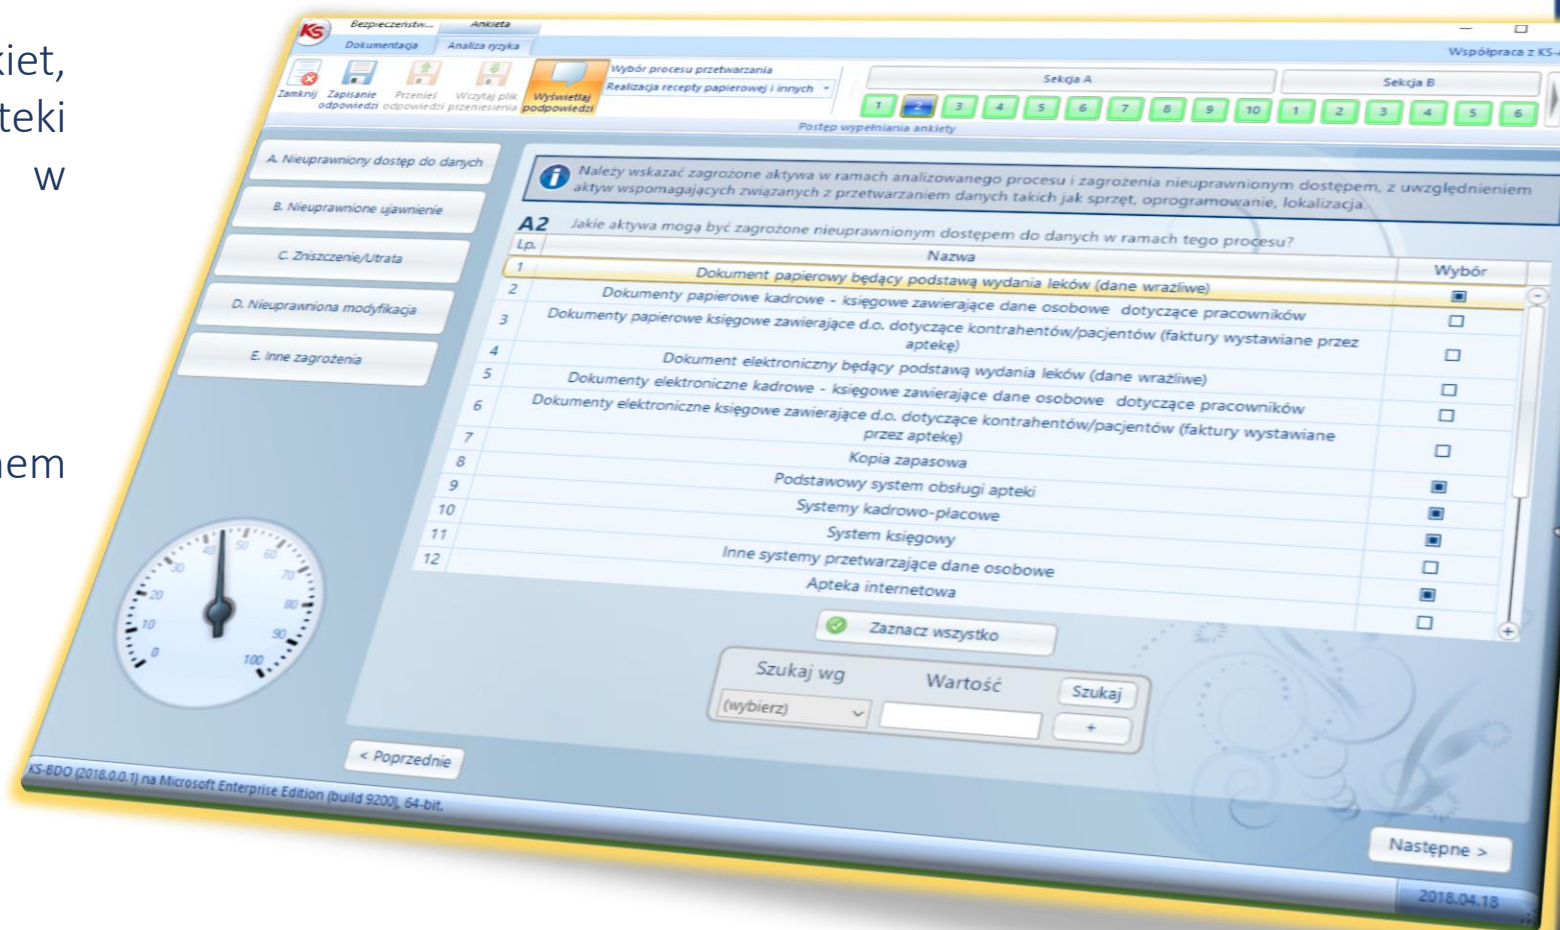 kiet,
teki
w
nem
KS
Bezpieczeństw...
Ankieta
Dokumentacja
Analiza ryzyka
Współpraca z KS-
Zamknij
Zapisanie odpowiedzi
Przenieś odpowiedzi
Wczytaj plik przeniesienia
Wyświetlaj podpowiedzi
Wybór procesu przetwarzania
Realizacja recepty papierowej i innych
Sekcja A
Sekcja B
1 2 3 4 5 6 7 8 9 10 1 2 3 4 5 6
Postęp wypełniania ankiety
A. Nieuprawniony dostęp do danych
B. Nieuprawnione ujawnienie
C. Zniszczenie/Utrata
D. Nieuprawniona modyfikacja
E. Inne zagrożenia
Należy wskazać zagrożone aktywa w ramach analizowanego procesu i zagrożenia nieuprawnionym dostępem, z uwzględnieniem
aktyw wspomagających związanych z przetwarzaniem danych takich jak sprzęt, oprogramowanie, lokalizacja.
A2 Jakie aktywa mogą być zagrożone nieuprawnionym dostępem do danych w ramach tego procesu?
Lp. Nazwa Wybór
1 Dokument papierowy będący podstawą wydania leków (dane wrażliwe)
2 Dokumenty papierowe kadrowe - księgowe zawierające dane osobowe dotyczące pracowników
3 Dokumenty papierowe księgowe zawierające d.o. dotyczące kontrahentów/pacjentów (faktury wystawiane przez
aptekę)
4 Dokument elektroniczny będący podstawą wydania leków (dane wrażliwe)
5 Dokumenty elektroniczne kadrowe - księgowe zawierające dane osobowe dotyczące pracowników
6 Dokumenty elektroniczne księgowe zawierające d.o. dotyczące kontrahentów/pacjentów (faktury wystawiane
przez aptekę)
7 Kopia zapasowa
8 Podstawowy system obsługi apteki
9 Systemy kadrowo-płacowe
10 System księgowy
11 Inne systemy przetwarzające dane osobowe
12 Apteka internetowa
Zaznacz wszystko
Szukaj wg
Wartość
Szukaj
(wybierz)
+
0 10 20 30 40 50 60 70 80 90 100
< Poprzednie
Następne >
KS-BDO (2018.0.0.1) na Microsoft Enterprise Edition (build 9200), 64-bit.
2018.04.18